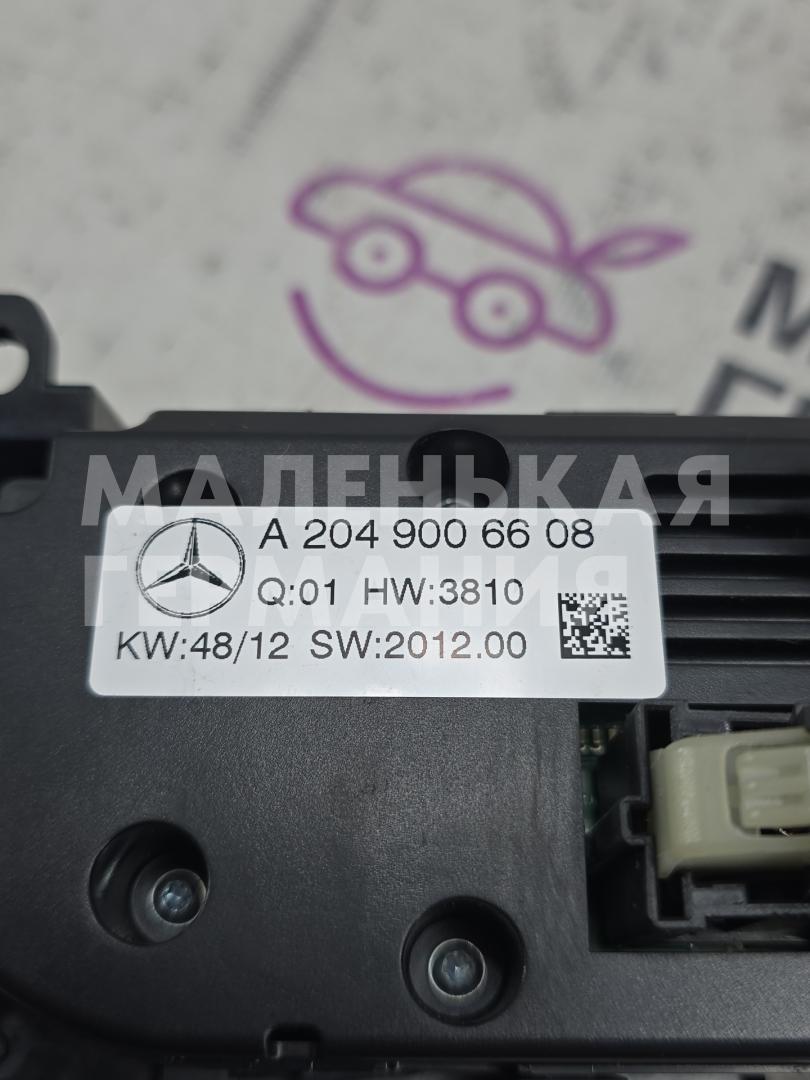 МАЛЕНЬКАЯ
ГЕРМАНИЯ
A 204 900 66 08
Q:01 HW:3810
KW:48/12 SW:2012.00